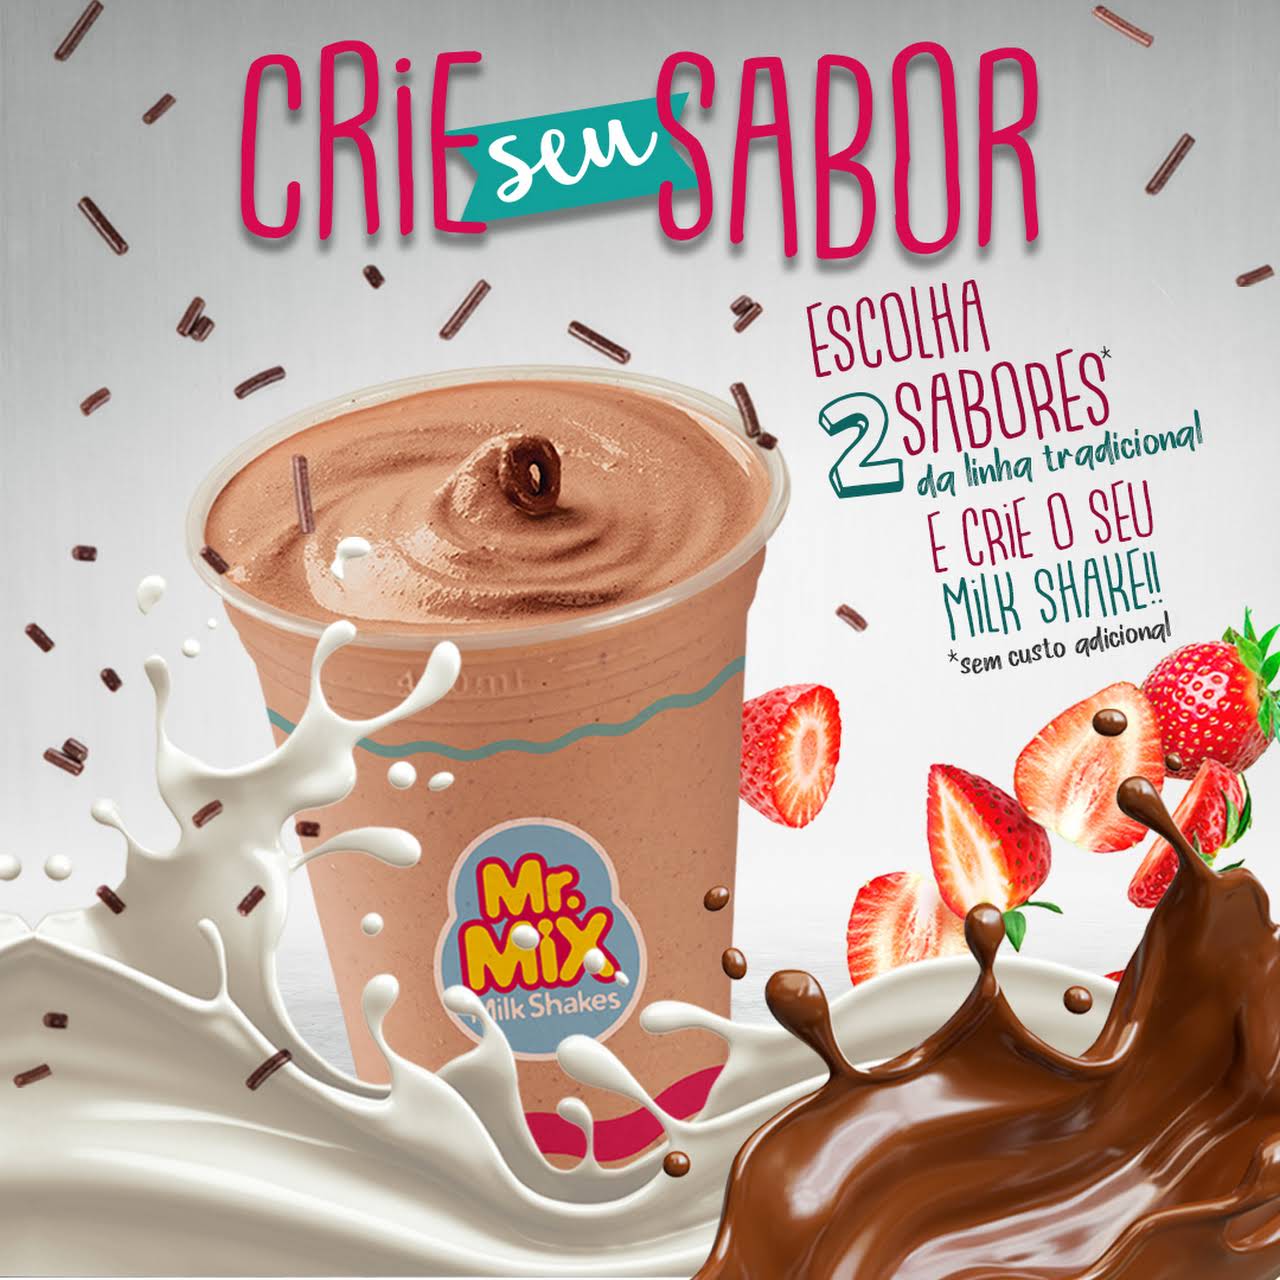 CRiE seu SABOR
ESCOLHA
2 SABORES*
da linha tradicional
E CRiE O SEU
MiLK SHAKE!!
*sem custo adicional
Mr.
MiX
Milk Shakes